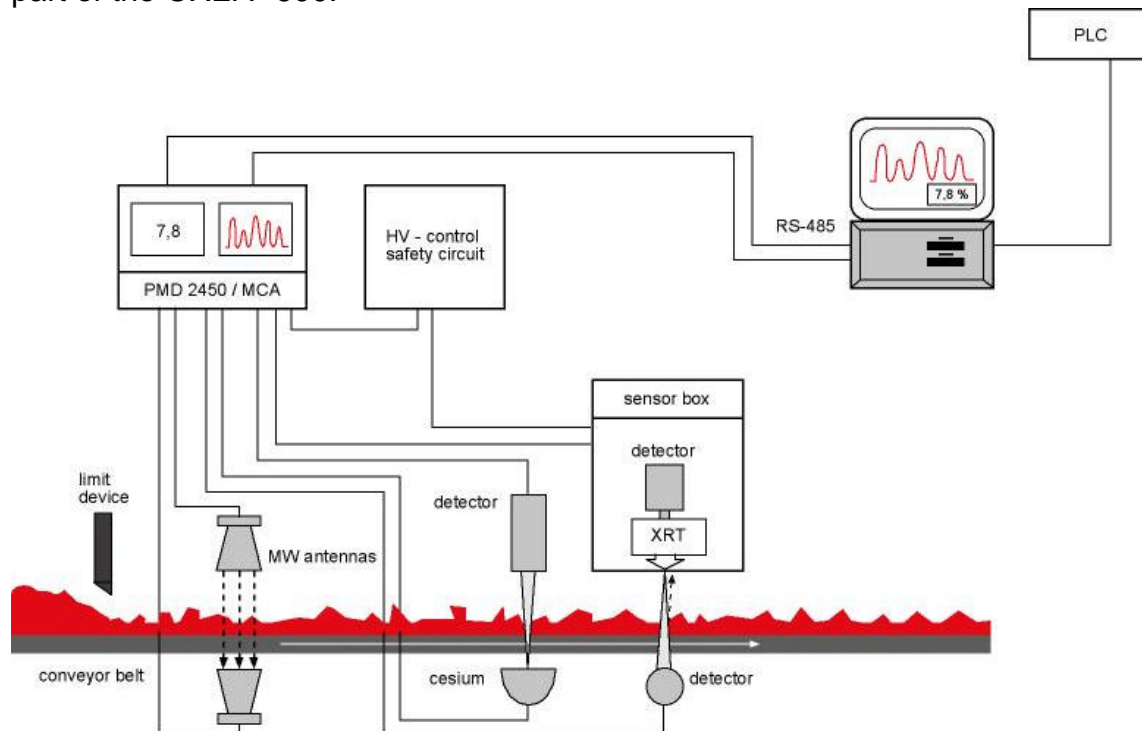 PLC
7,8 %
RS-485
7,8
HV - control
safety circuit
PMD 2450 / MCA
sensor box
detector
XRT
limit
device
detector
MW antennas
conveyor belt
cesium
detector